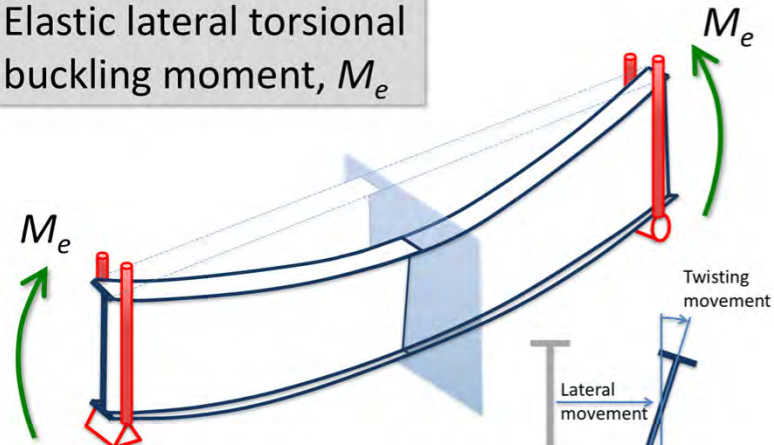 Elastic lateral torsional
buckling moment, Me
Me
Me
Twisting
movement
Lateral
movement